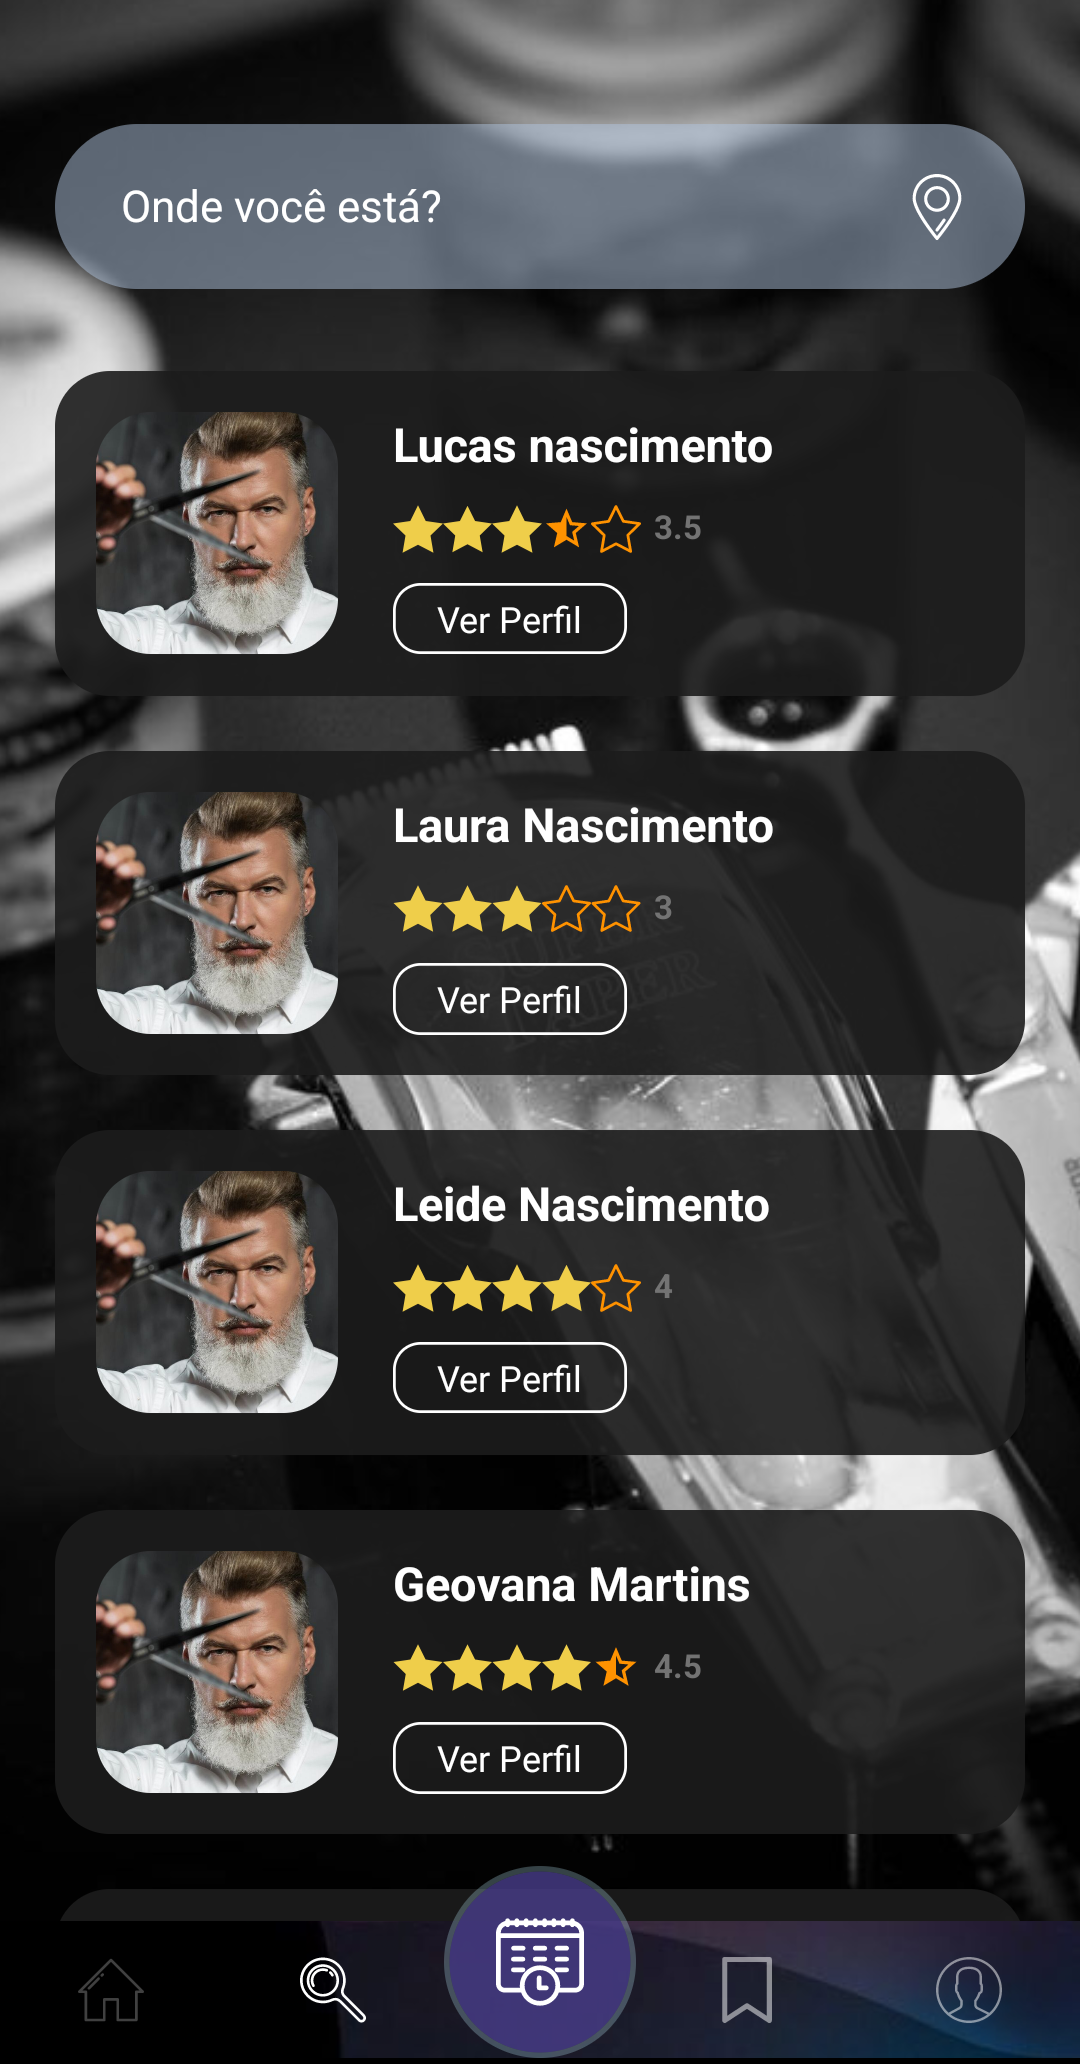 Onde você está?
Lucas nascimento
3.5
Ver Perfil
Laura Nascimento
3
Ver Perfil
Leide Nascimento
4
Ver Perfil
Geovana Martins
4.5
Ver Perfil